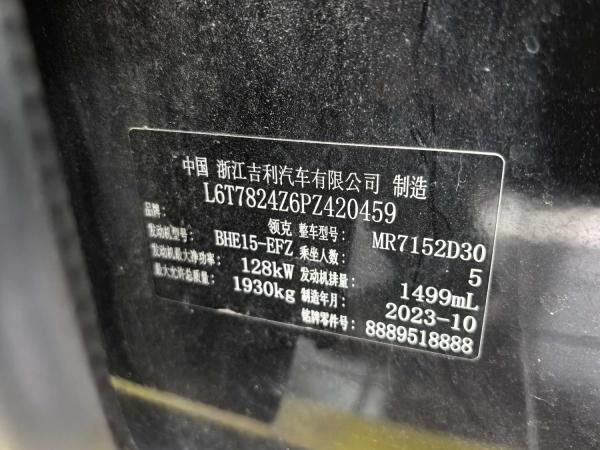 中国 浙江吉利汽车有限公司 制造
L6T7824Z6PZ420459
品牌: 领克 整车型号: MR7152D30
发动机型号: BHE15-EFZ 乘坐人数: 5
发动机最大净功率: 128kW 发动机排量: 1499mL
最大允许总质量: 1930kg 制造年月: 2023-10
铭牌零件号: 8889518888